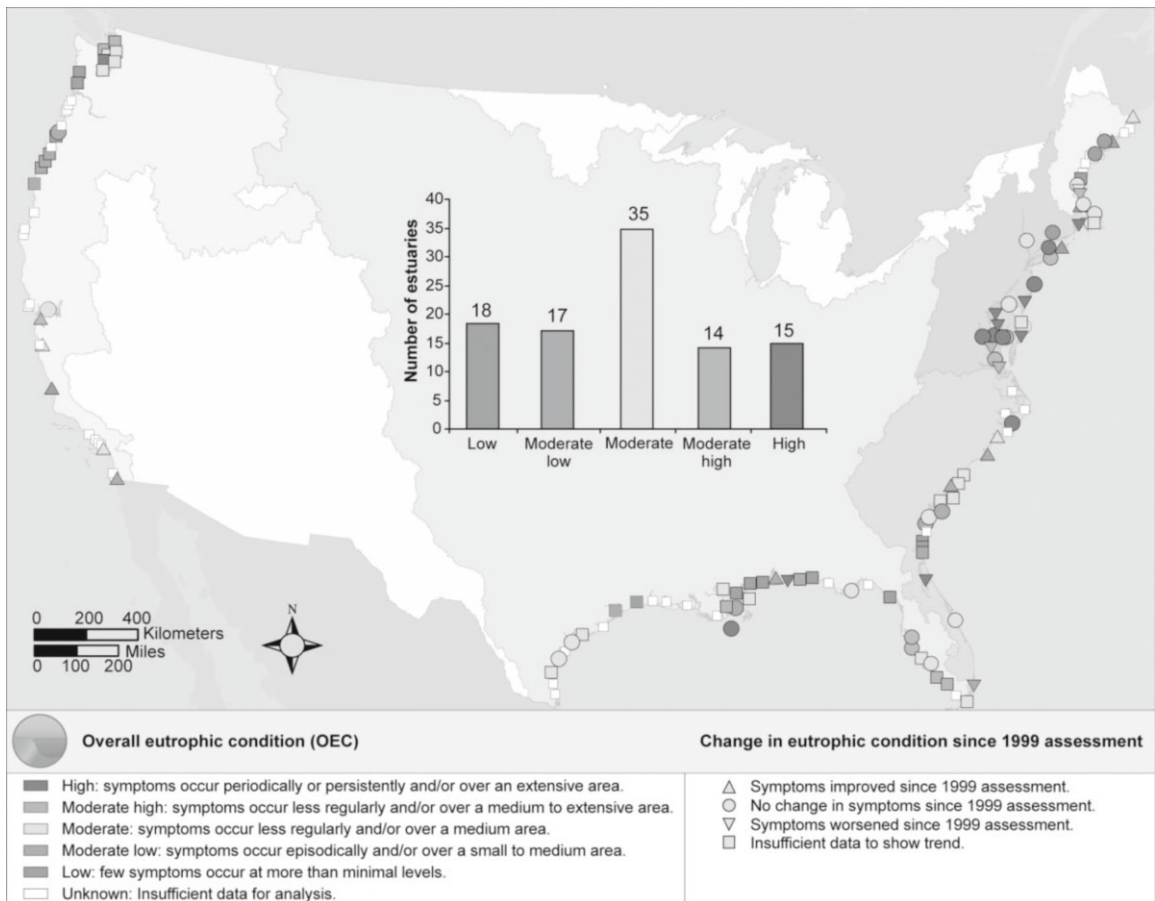 40
35
30
25
20
15
10
5
0
Number of estuaries
18
17
35
14
15
Low
Moderate low
Moderate
Moderate high
High
0 200 400
Kilometers
Miles
0 100 200
N
Overall eutrophic condition (OEC)
High: symptoms occur periodically or persistently and/or over an extensive area.
Moderate high: symptoms occur less regularly and/or over a medium to extensive area.
Moderate: symptoms occur less regularly and/or over a medium area.
Moderate low: symptoms occur episodically and/or over a small to medium area.
Low: few symptoms occur at more than minimal levels.
Unknown: Insufficient data for analysis.
Change in eutrophic condition since 1999 assessment
Symptoms improved since 1999 assessment.
No change in symptoms since 1999 assessment.
Symptoms worsened since 1999 assessment.
Insufficient data to show trend.